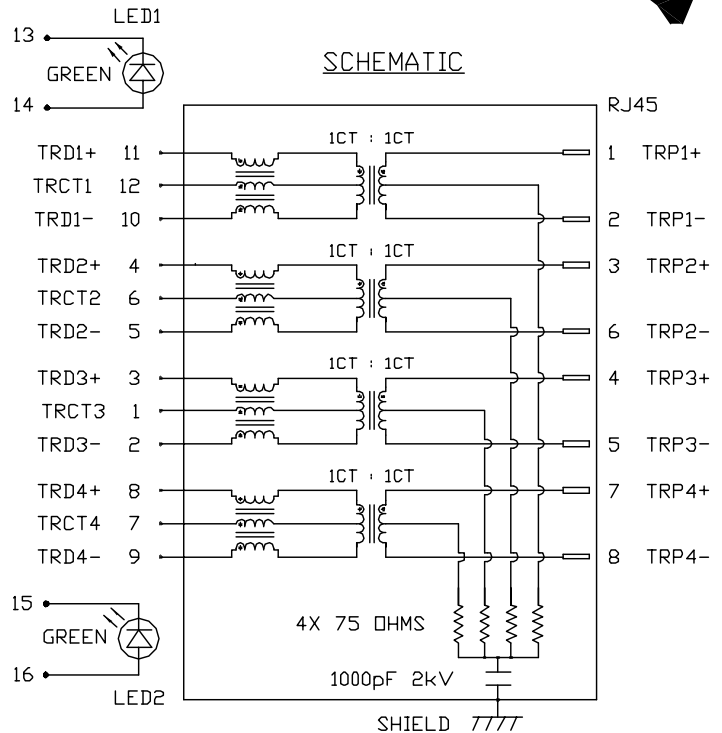 LED1
13
GREEN
14
SCHEMATIC
RJ45
1CT : 1CT
TRD1+ 11
1 TRP1+
TRCT1 12
TRD1- 10
2 TRP1-
1CT : 1CT
TRD2+ 4
3 TRP2+
TRCT2 6
TRD2- 5
6 TRP2-
1CT : 1CT
TRD3+ 3
4 TRP3+
TRCT3 1
TRD3- 2
5 TRP3-
1CT : 1CT
TRD4+ 8
7 TRP4+
TRCT4 7
TRD4- 9
8 TRP4-
15
GREEN
16
LED2
4X 75 OHMS
1000pF 2kV
SHIELD